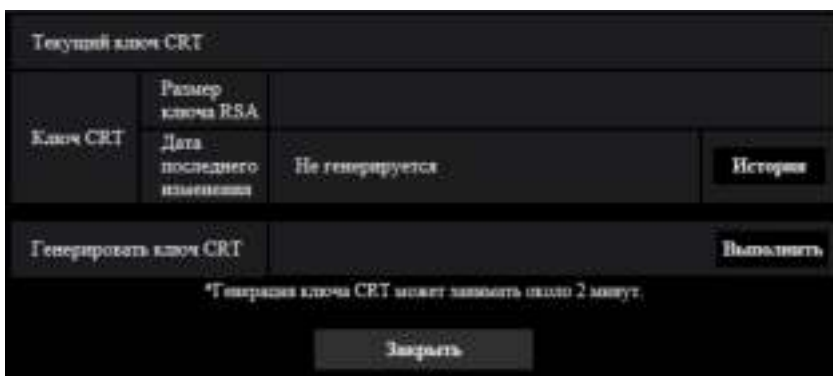 Текущий ключ CRT
Размер
ключа RSA
Ключ CRT
Дата
последнего
изменения
Не генерируется
История
Генерировать ключ CRT
Выполнить
*Генерация ключа CRT может занимать около 2 минут.
Закрыть